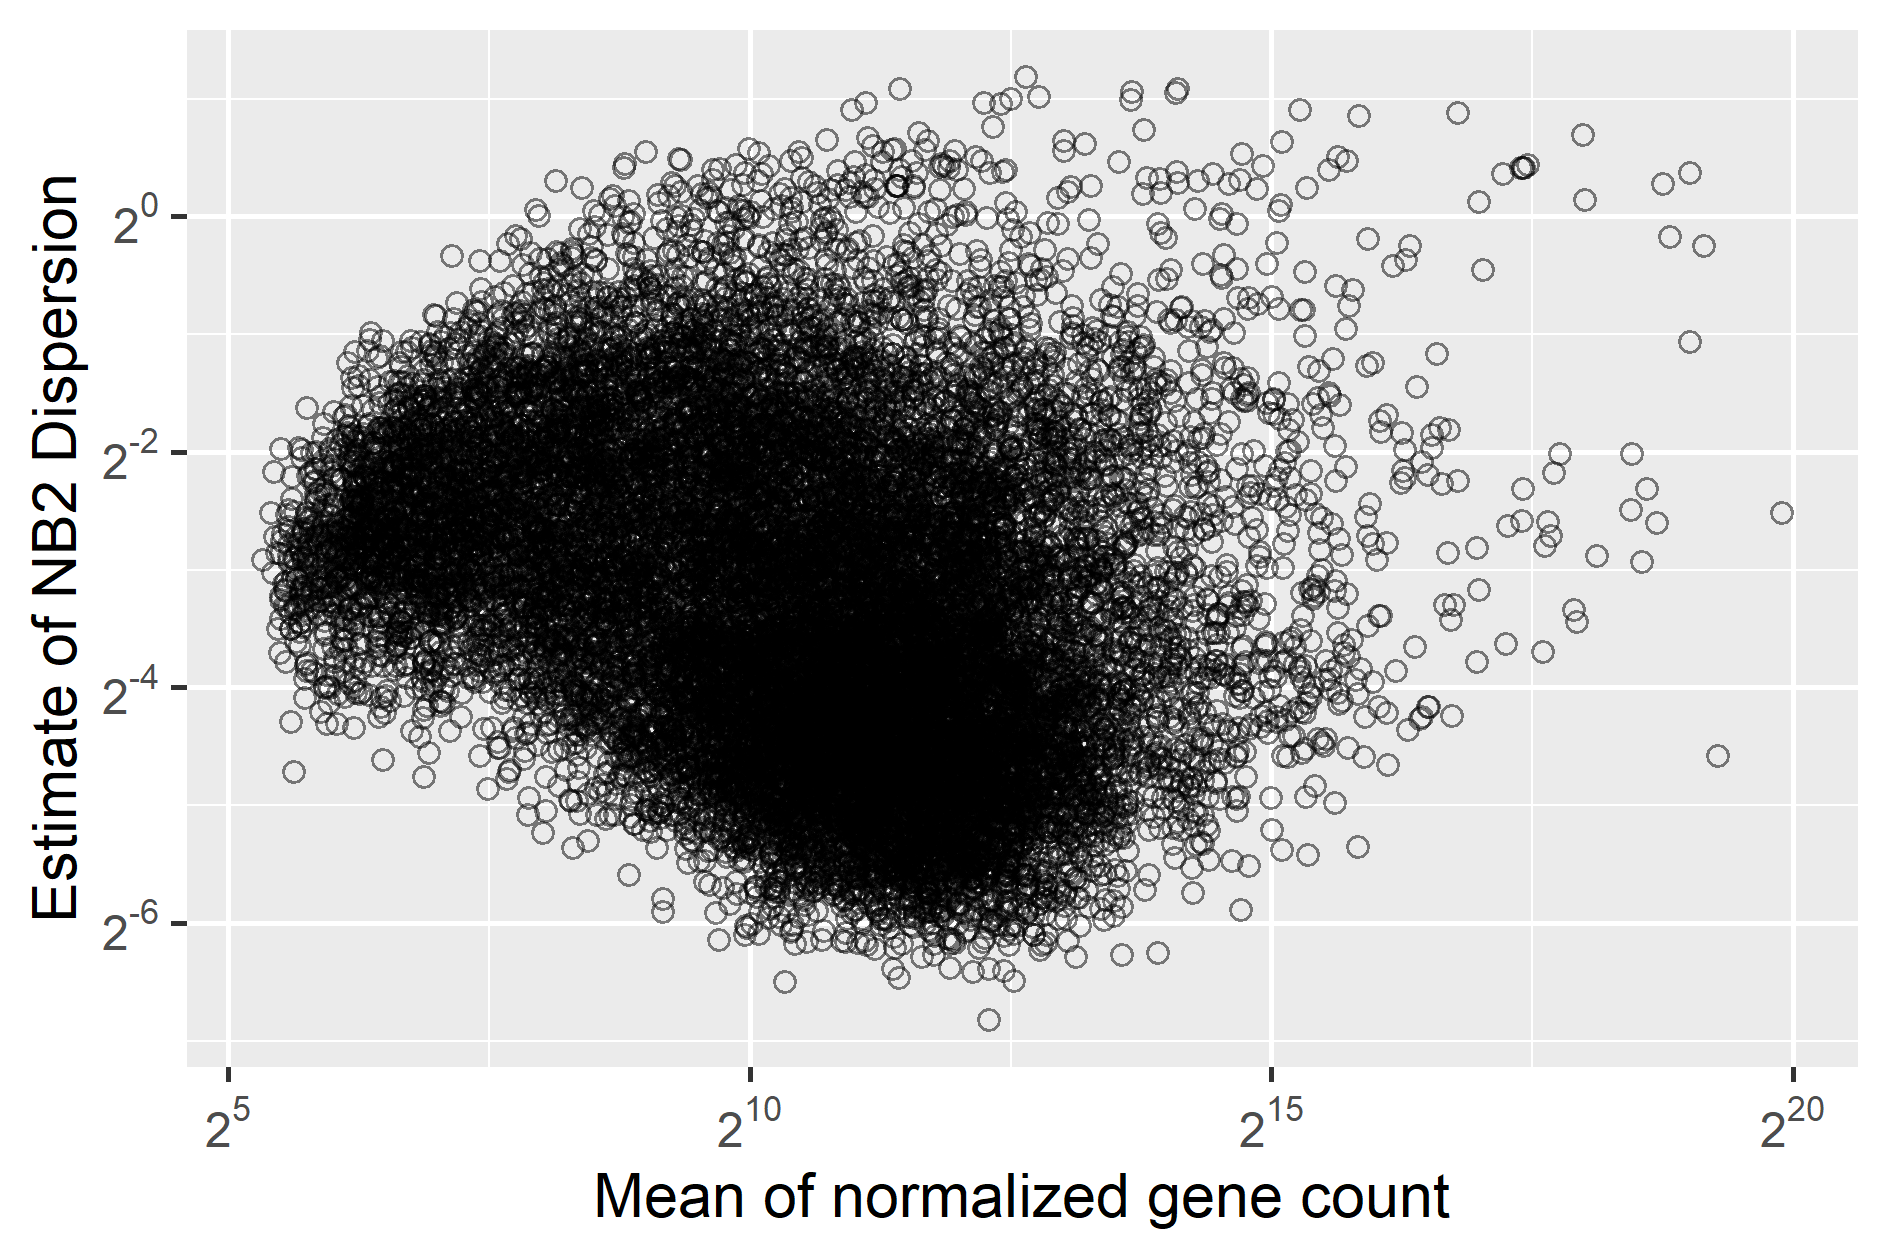 Estimate of NB2 Dispersion
2^0
2^-2
2^-4
2^-6
2^5 2^10 2^15 2^20
Mean of normalized gene count